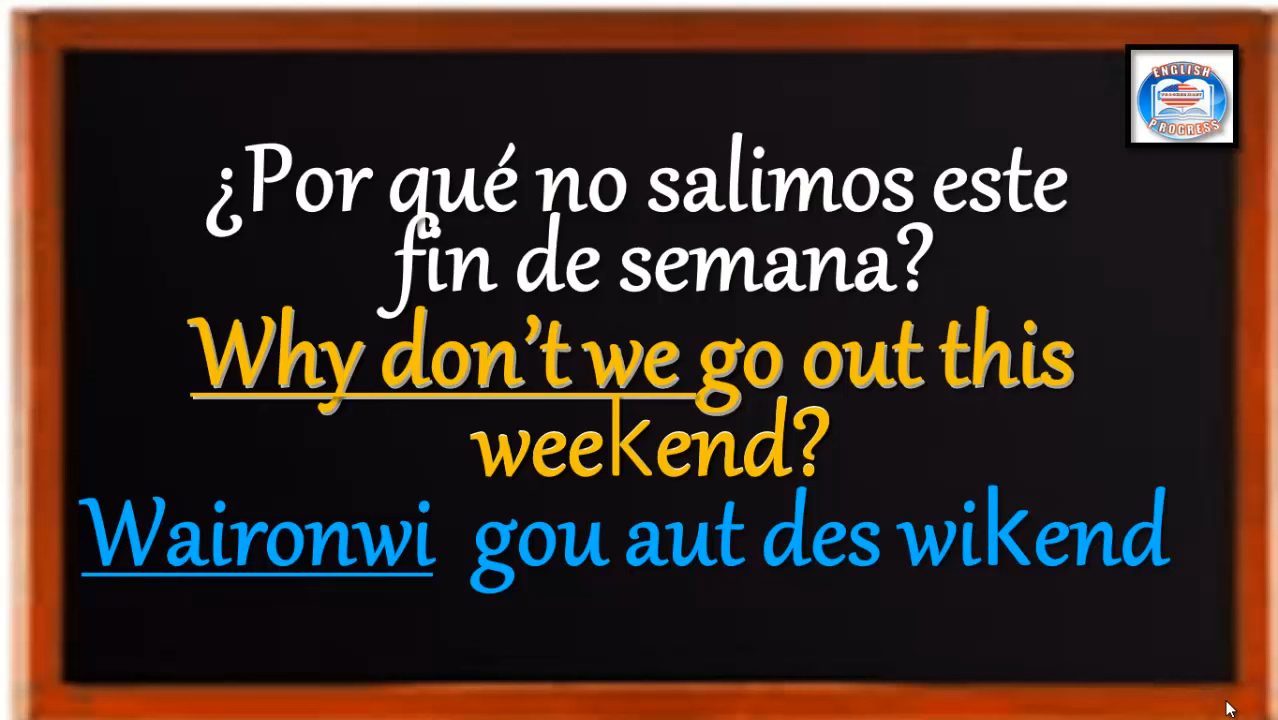 ENGLISH
PROGRESS
¿Por qué no salimos este
fin de semana?
Why don't we go out this
weekend?
Waironwi gou aut des wikend